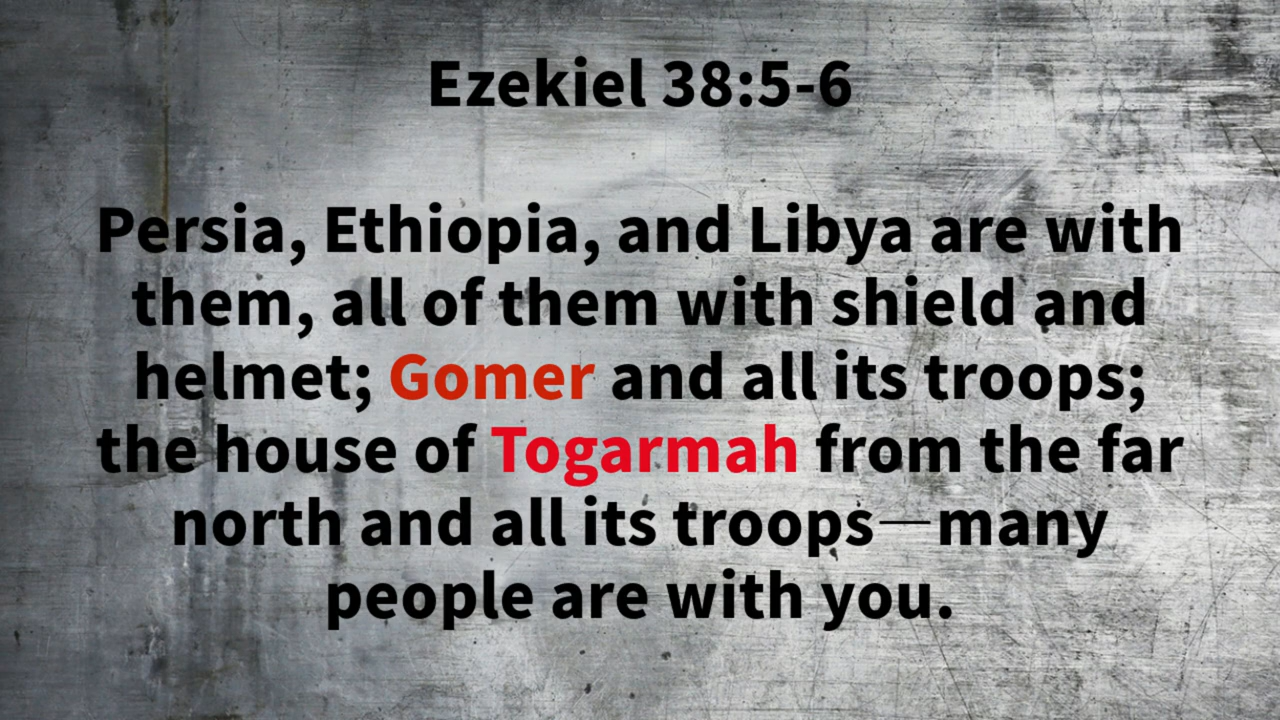 Ezekiel 38:5-6
Persia, Ethiopia, and Libya are with
them, all of them with shield and
helmet; Gomer and all its troops;
the house of Togarmah from the far
north and all its troops—many
people are with you.